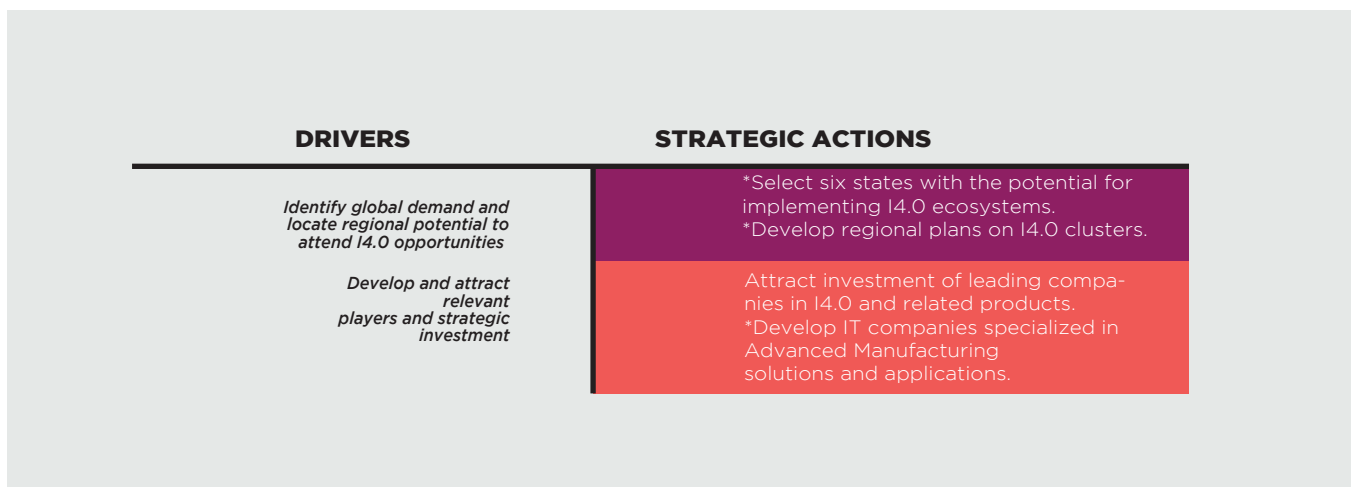 DRIVERS
STRATEGIC ACTIONS
Identify global demand and
locate regional potential to
attend I4.0 opportunities
*Select six states with the potential for
implementing I4.0 ecosystems.
*Develop regional plans on I4.0 clusters.
Develop and attract
relevant
players and strategic
investment
Attract investment of leading compa-
nies in I4.0 and related products.
*Develop IT companies specialized in
Advanced Manufacturing
solutions and applications.